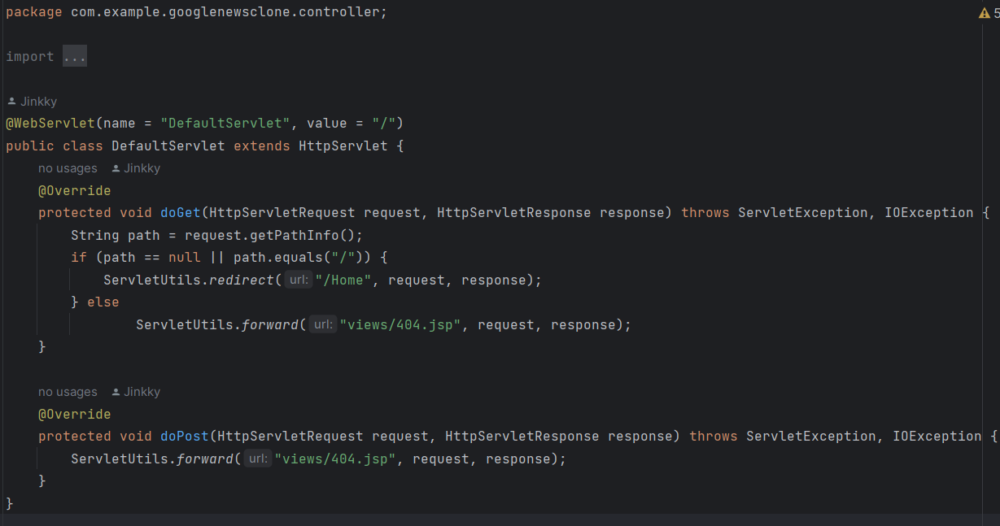 package com.example.googlenewsclone.controller;
5
import ...
Jinkky
@WebServlet(name = "DefaultServlet", value = "/")
public class DefaultServlet extends HttpServlet {
no usages Jinkky
@Override
protected void doGet(HttpServletRequest request, HttpServletResponse response) throws ServletException, IOException {
String path = request.getPathInfo();
if (path == null || path.equals("/")) {
ServletUtils.redirect( url: "/Home", request, response);
} else
ServletUtils.forward( url: "views/404.jsp", request, response);
}
no usages Jinkky
@Override
protected void doPost(HttpServletRequest request, HttpServletResponse response) throws ServletException, IOException {
ServletUtils.forward( url: "views/404.jsp", request, response);
}
}